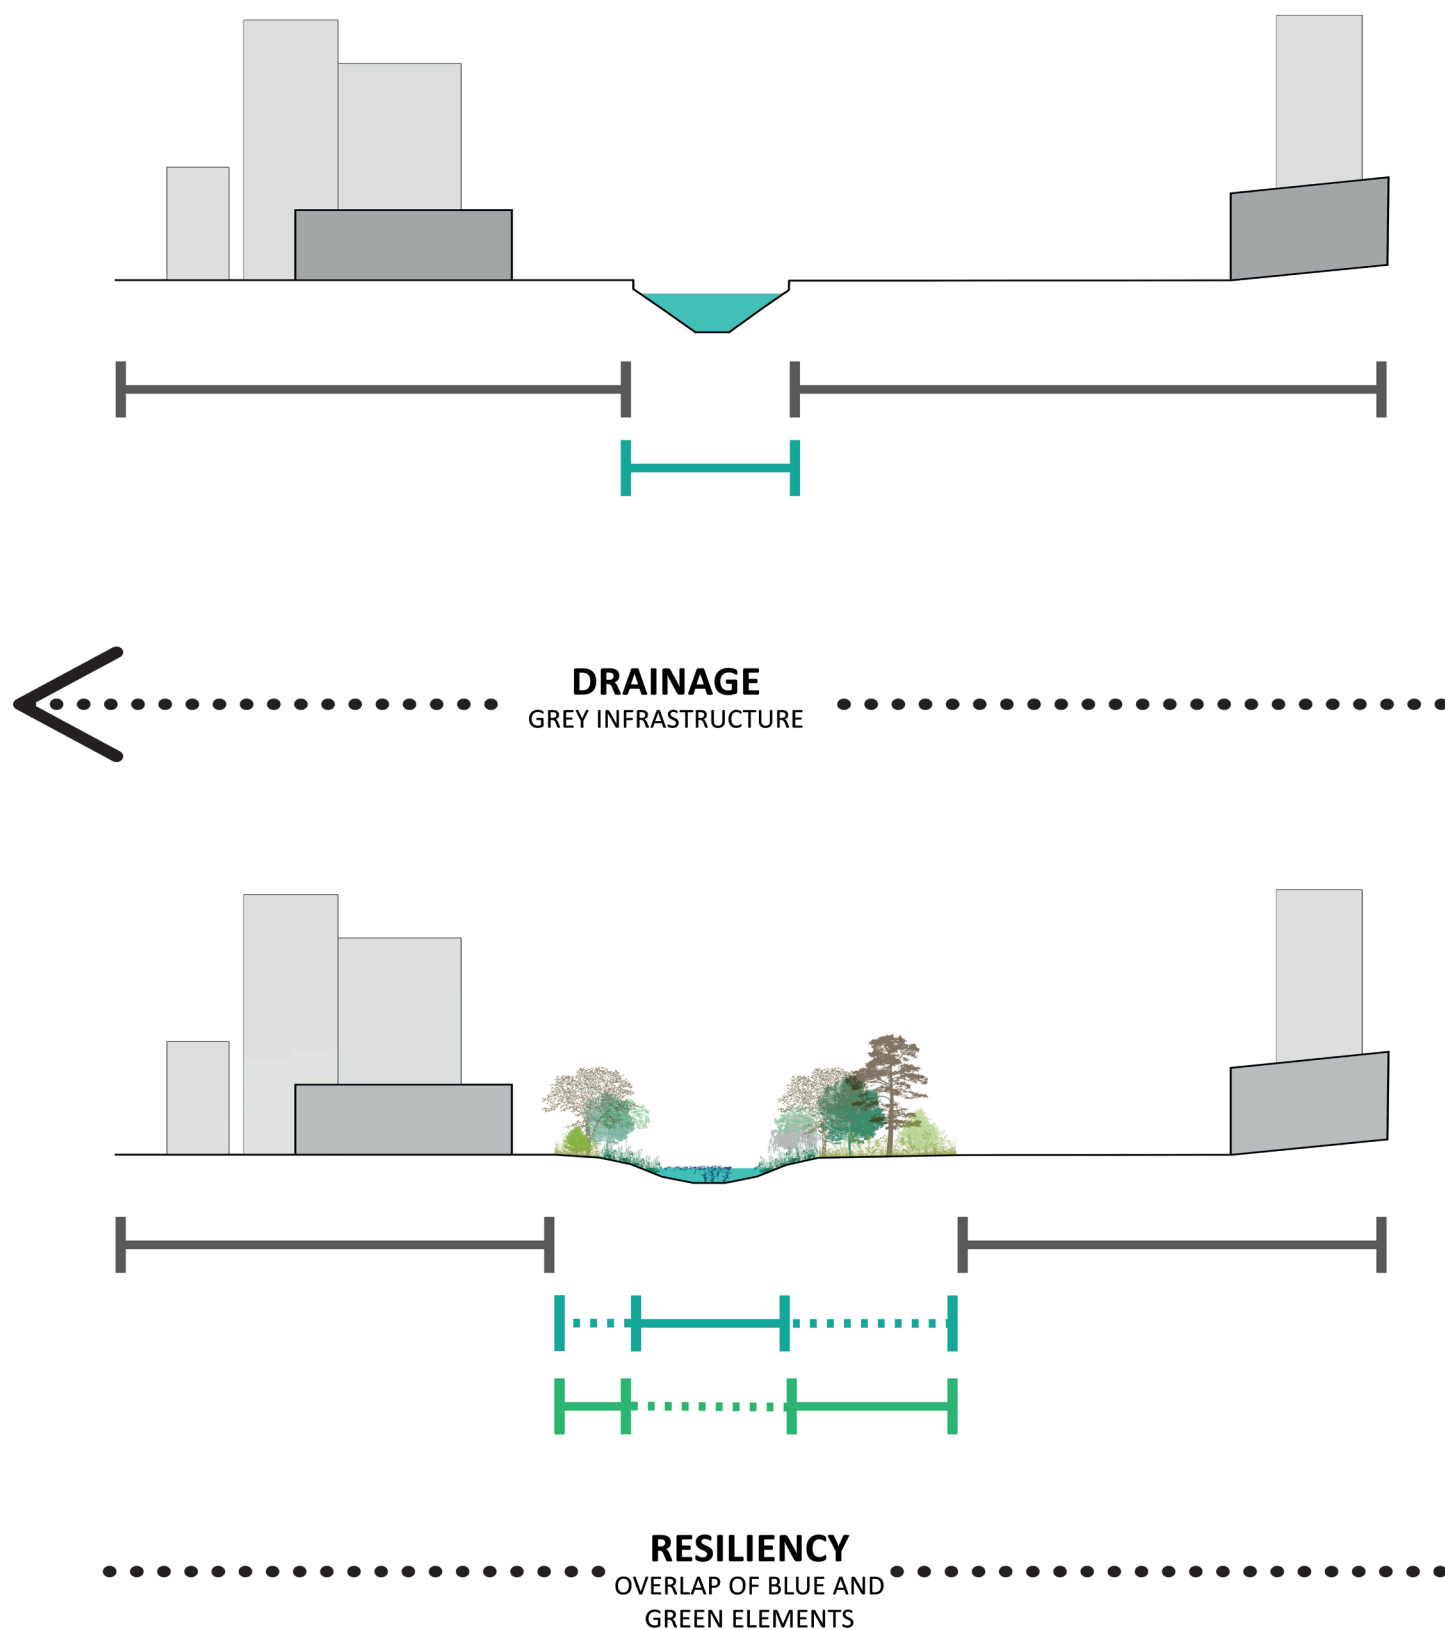 DRAINAGE
GREY INFRASTRUCTURE
RESILIENCY
OVERLAP OF BLUE AND
GREEN ELEMENTS